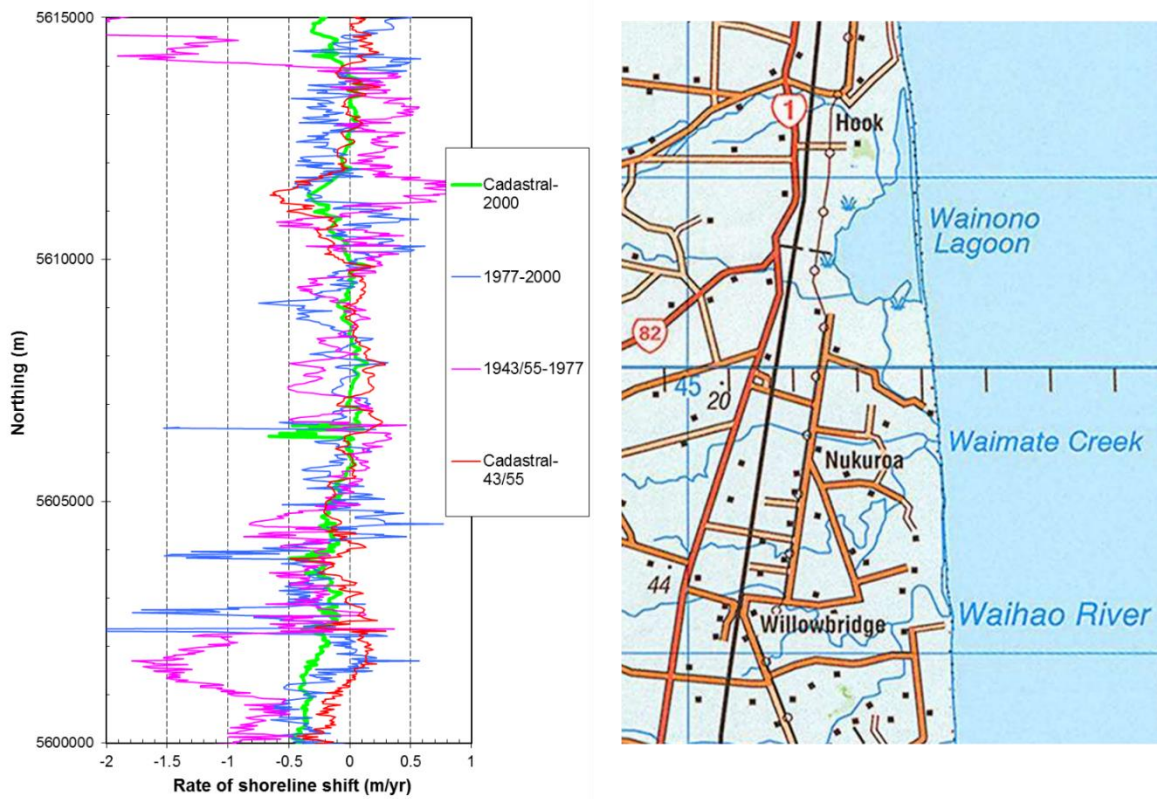 5615000
5610000
5605000
5600000
Northing (m)
-2
-1.5
-1
-0.5
0
0.5
1
Rate of shoreline shift (m/yr)
Cadastral-
2000
1977-2000
1943/55-1977
Cadastral-
43/55
1
Hook
Wainono
Lagoon
82
45
20
Waimate Creek
Nukuroa
44
Willowbridge
Waihao River